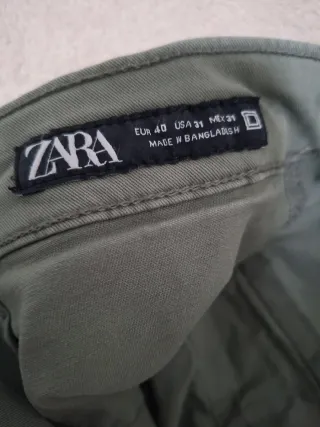 ZARA
EUR 40 USA 31 MEX 31
MADE IN BANGLADESH